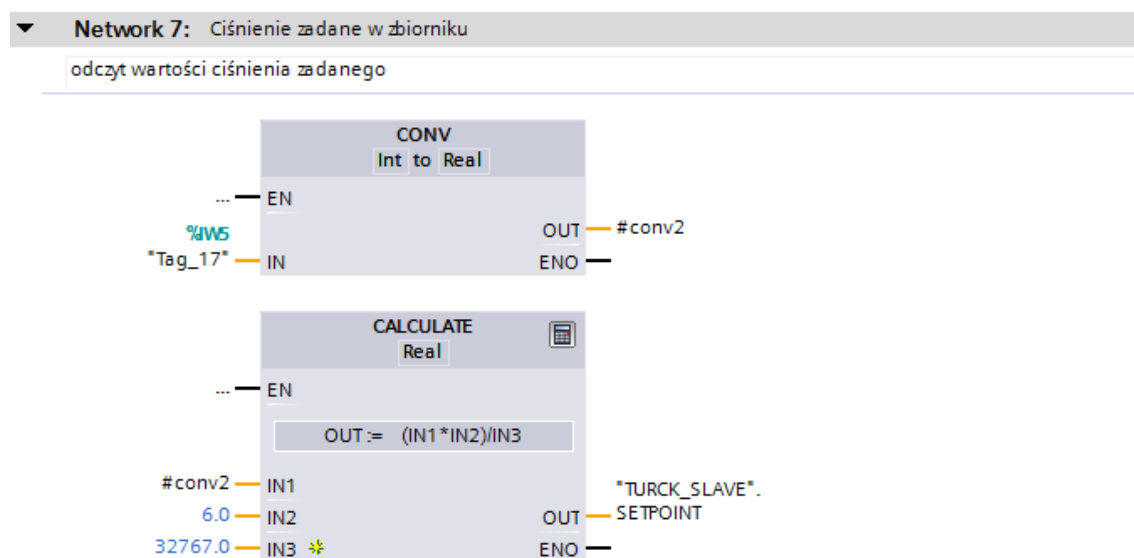 Network 7: Ciśnienie zadane w zbiorniku
odczyt wartości ciśnienia zadanego
CONV
Int to Real
... EN
%IW5
OUT #conv2
"Tag_17" IN
ENO
CALCULATE
Real
... EN
OUT := (IN1*IN2)/IN3
#conv2 IN1
"TURCK_SLAVE".
6.0 IN2
OUT SETPOINT
32767.0 IN3
ENO